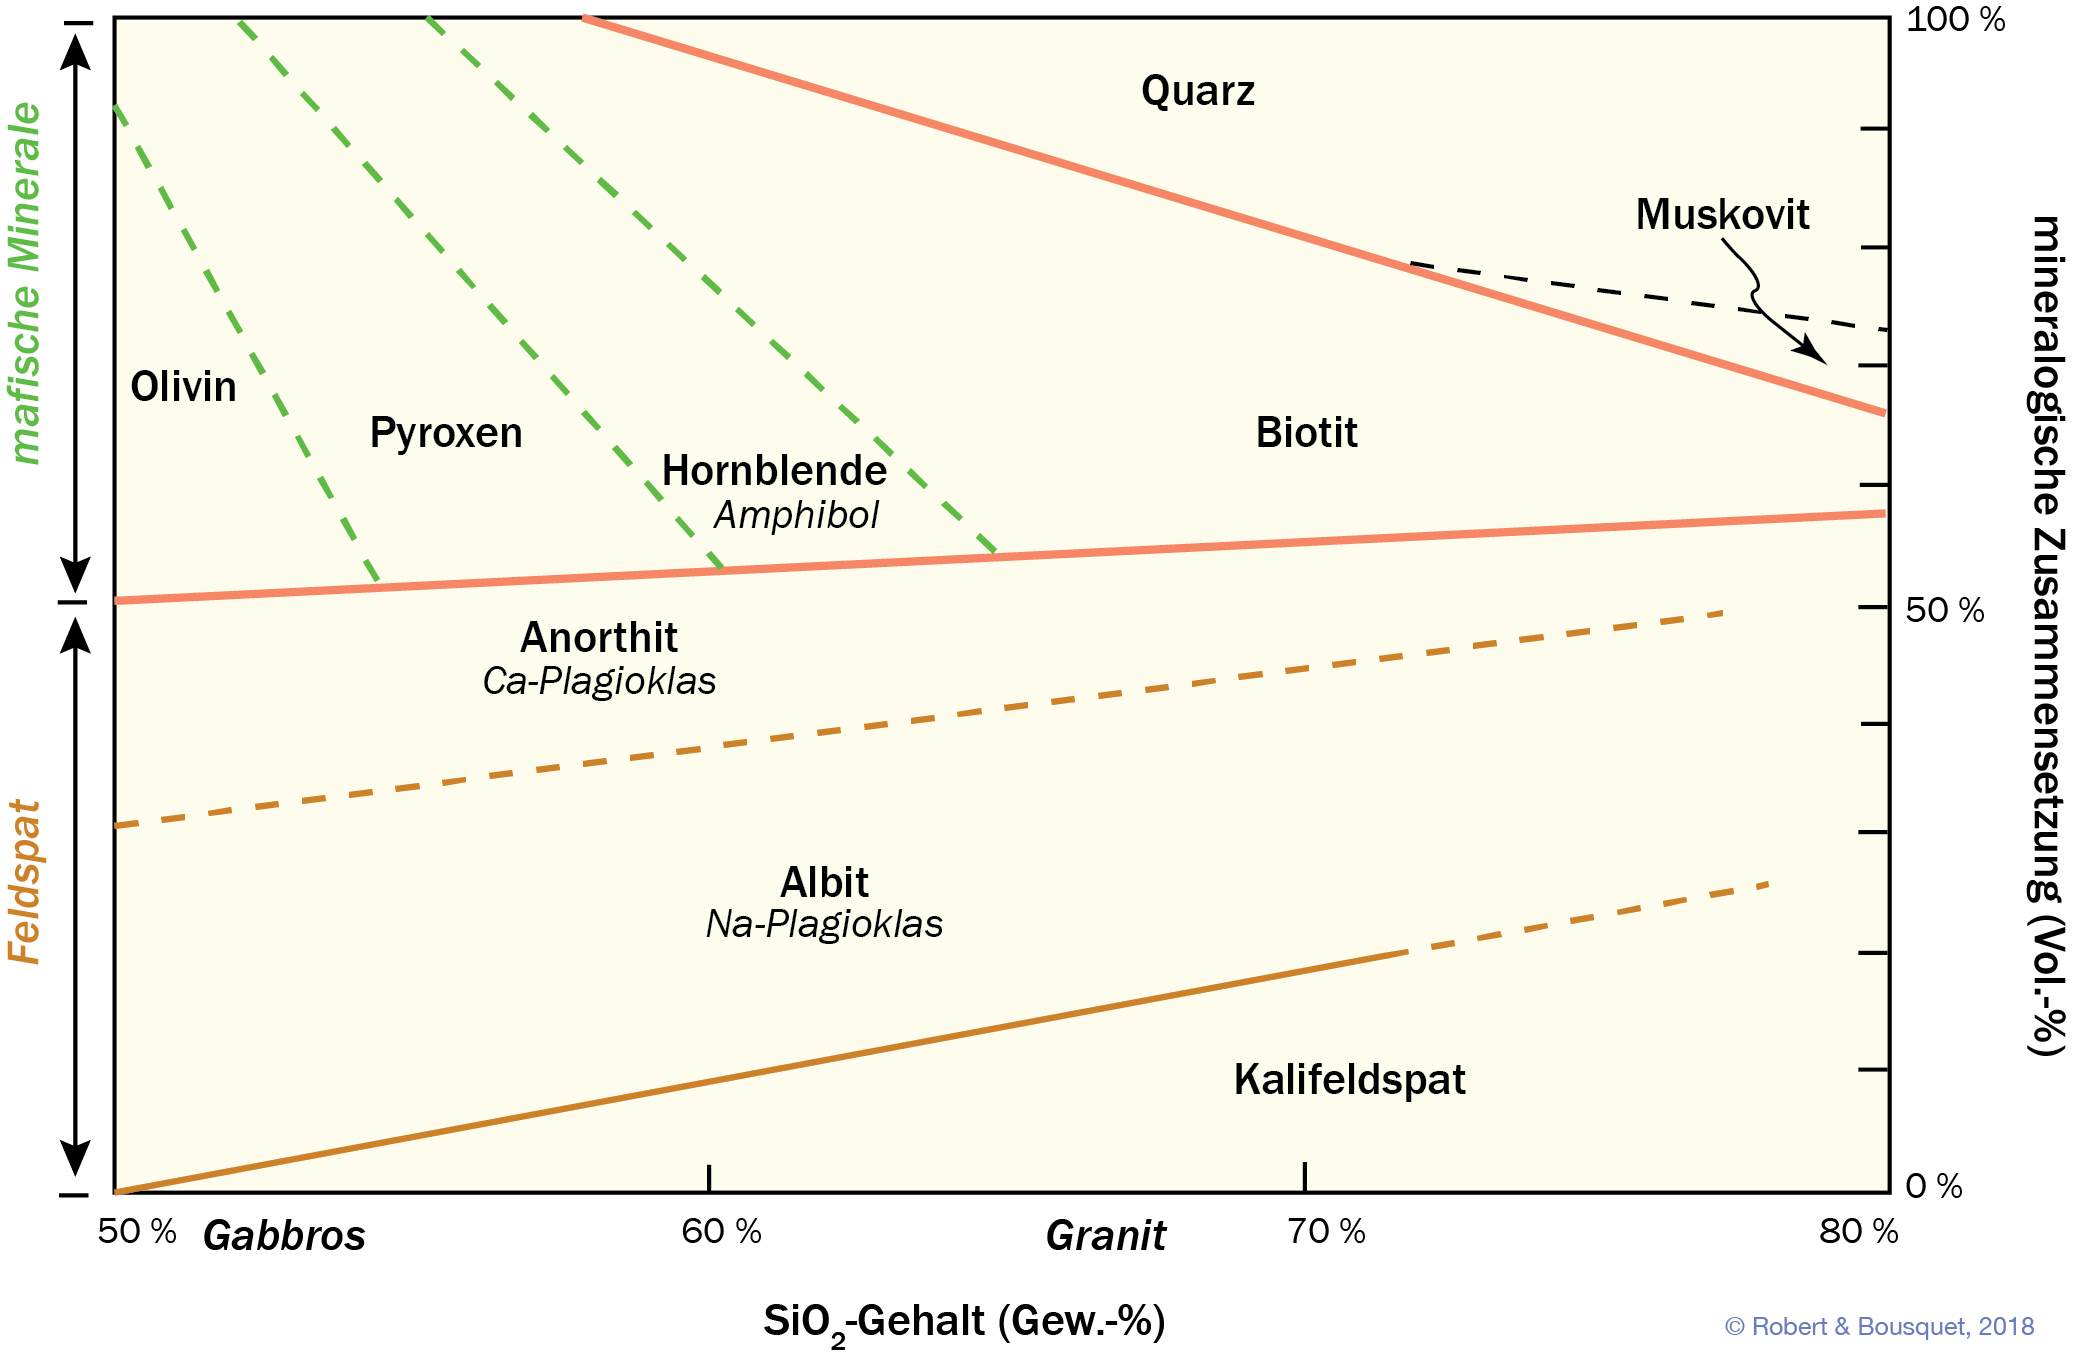 100 %
Quarz
mafische Minerale
Muskovit
mineralogische Zusammensetzung (Vol.-%)
Olivin
Pyroxen
Biotit
Hornblende
Amphibol
50 %
Anorthit
Ca-Plagioklas
Feldspat
Albit
Na-Plagioklas
Kalifeldspat
0 %
50 % Gabbros 60 % Granit 70 % 80 %
SiO₂-Gehalt (Gew.-%)
© Robert & Bousquet, 2018